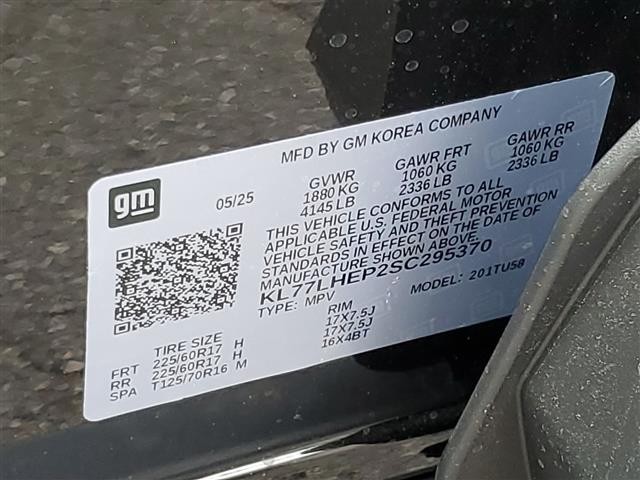 MFD BY GM KOREA COMPANY
gm
05/25
GVWR GAWR FRT GAWR RR
1880 KG 1060 KG 1060 KG
4145 LB 2336 LB 2336 LB
THIS VEHICLE CONFORMS TO ALL
APPLICABLE U.S. FEDERAL MOTOR
VEHICLE SAFETY AND THEFT PREVENTION
STANDARDS IN EFFECT ON THE DATE OF
MANUFACTURE SHOWN ABOVE.
KL77LHEP2SC295370
TYPE: MPV MODEL: 201TU58
TIRE SIZE RIM
FRT 225/60R17 H 17X7.5J
RR 225/60R17 H 17X7.5J
SPA T125/70R16 M 16X4BT